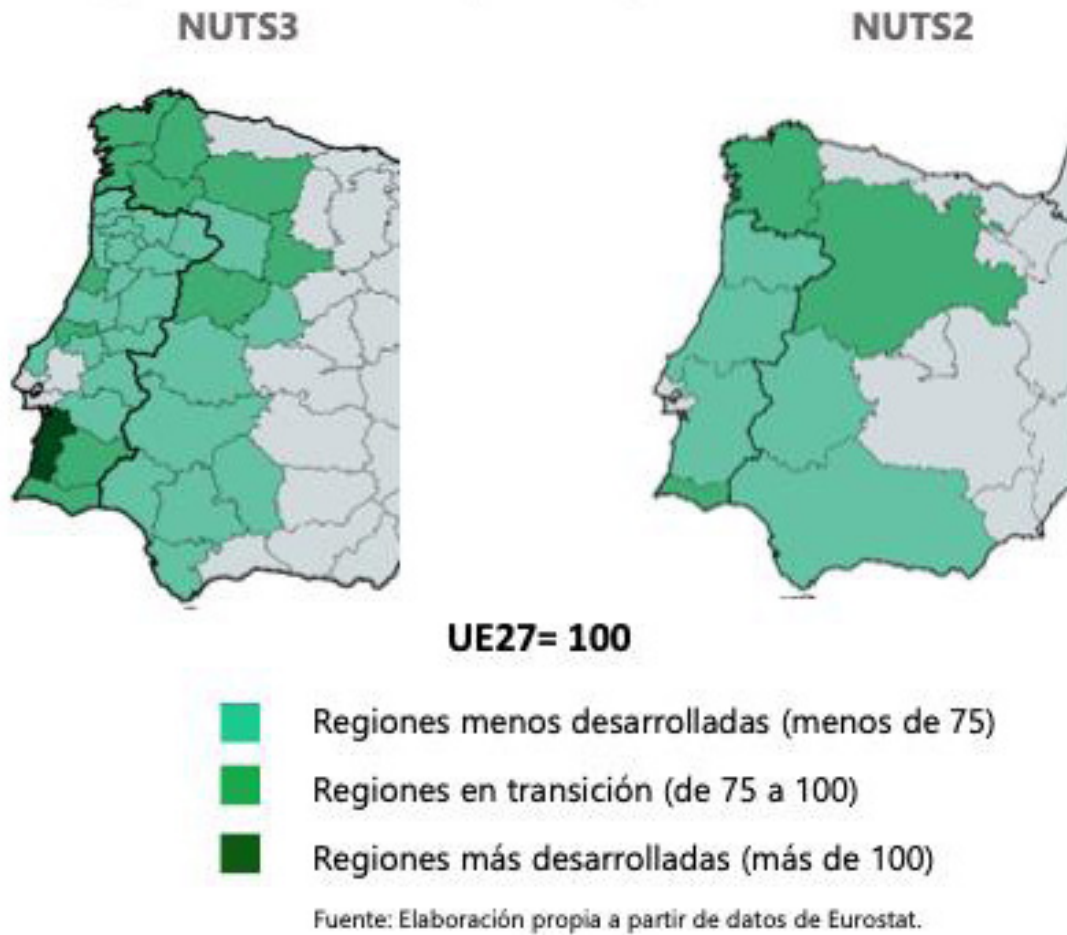 NUTS3
NUTS2
UE27= 100
Regiones menos desarrolladas (menos de 75)
Regiones en transición (de 75 a 100)
Regiones más desarrolladas (más de 100)
Fuente: Elaboración propia a partir de datos de Eurostat.